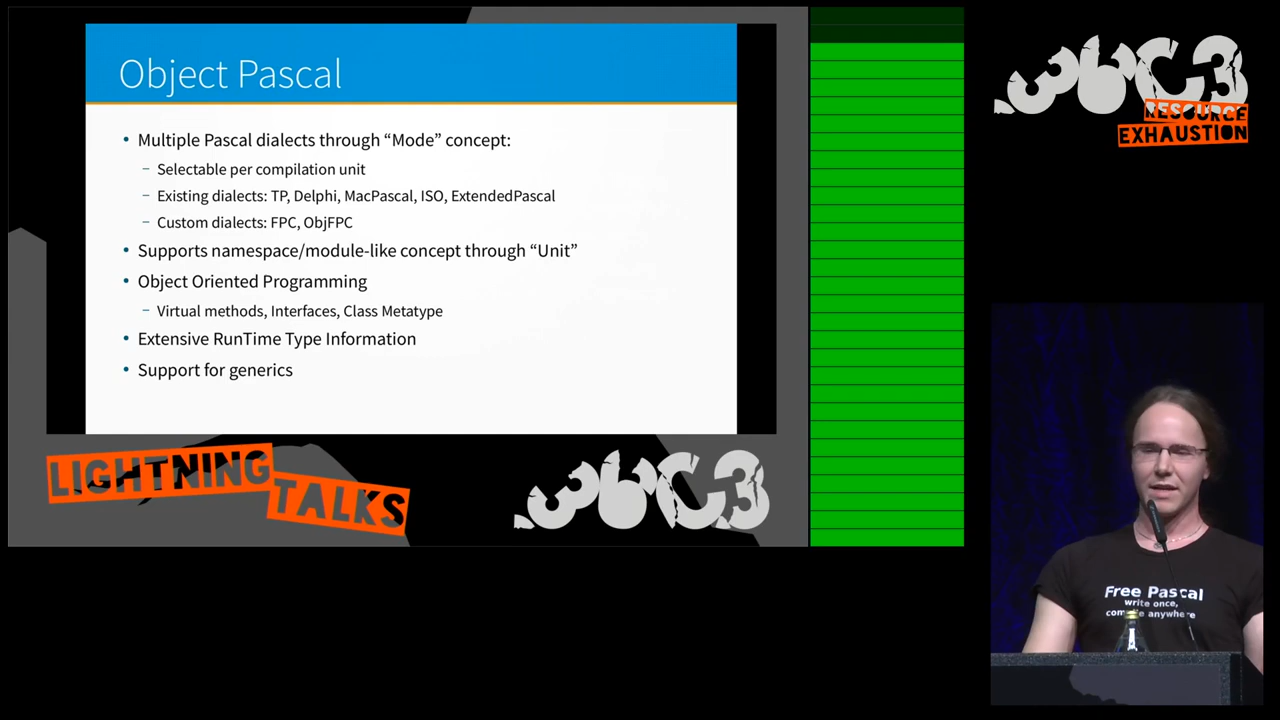 Object Pascal
• Multiple Pascal dialects through “Mode” concept:
– Selectable per compilation unit
– Existing dialects: TP, Delphi, MacPascal, ISO, ExtendedPascal
– Custom dialects: FPC, ObjFPC
• Supports namespace/module-like concept through “Unit”
• Object Oriented Programming
– Virtual methods, Interfaces, Class Metatype
• Extensive RunTime Type Information
• Support for generics
LIGHTNING
TALKS
.36C3
.36C3
RESOURCE
EXHAUSTION
Free Pascal
write once,
anywhere